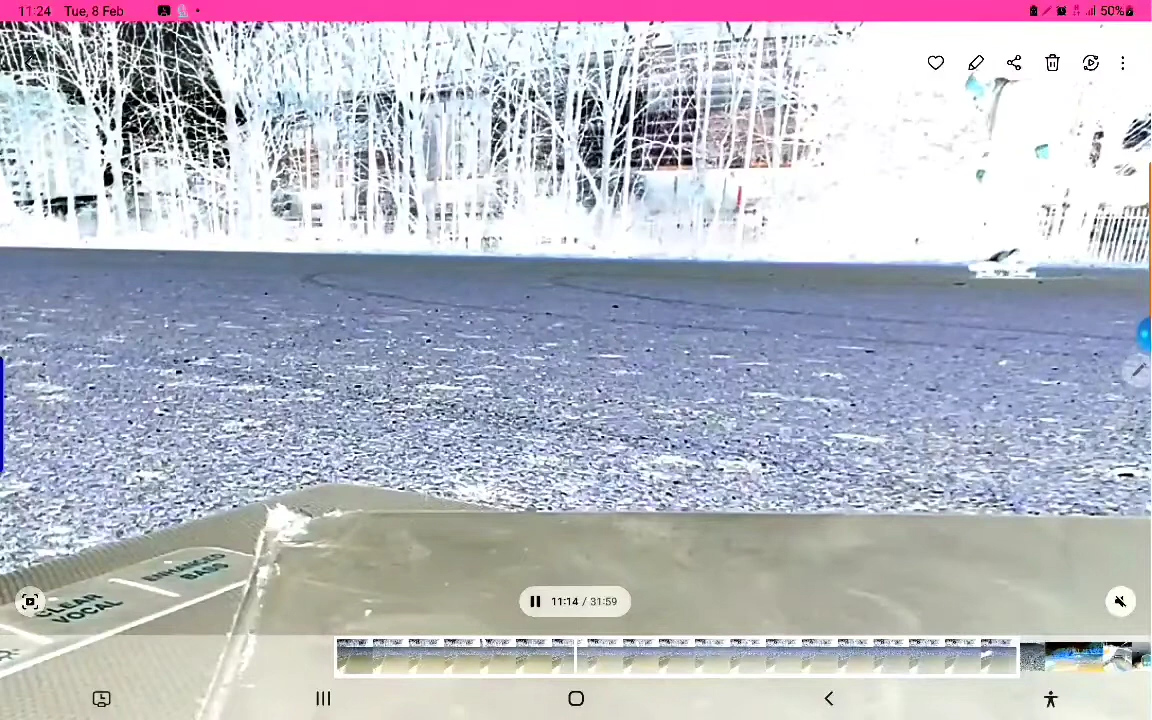 11:24 Tue, 8 Feb
50%
ENHANCED
BASS
CLEAR
VOCAL
11:14 / 31:59